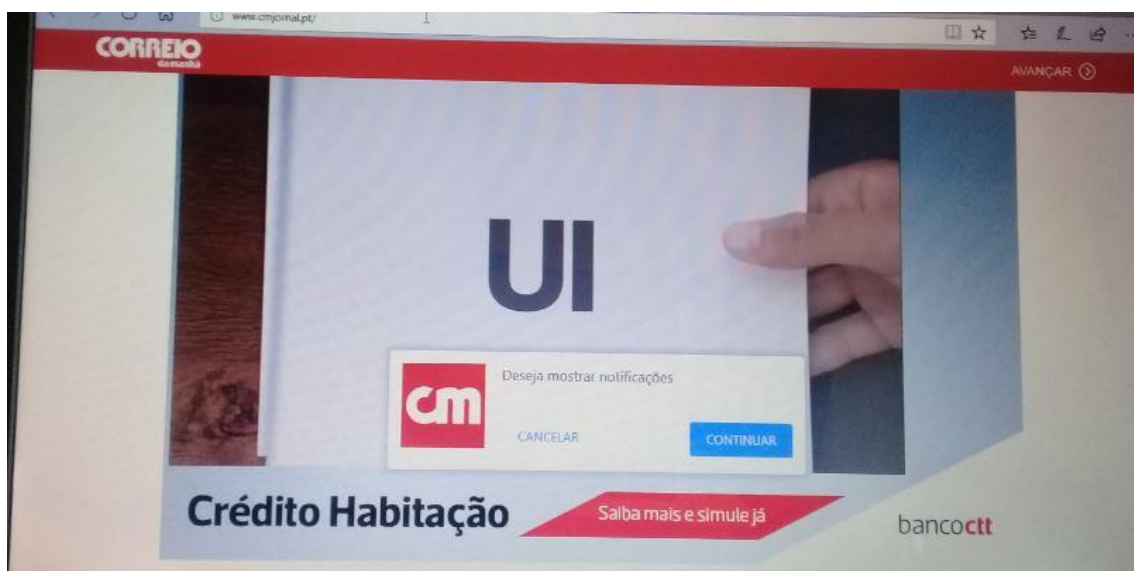 www.cmjornal.pt/
CORREIO
da manhã
AVANÇAR
UI
cm
Deseja mostrar notificações
CANCELAR
CONTINUAR
Crédito Habitação
Saiba mais e simule já
bancoctt